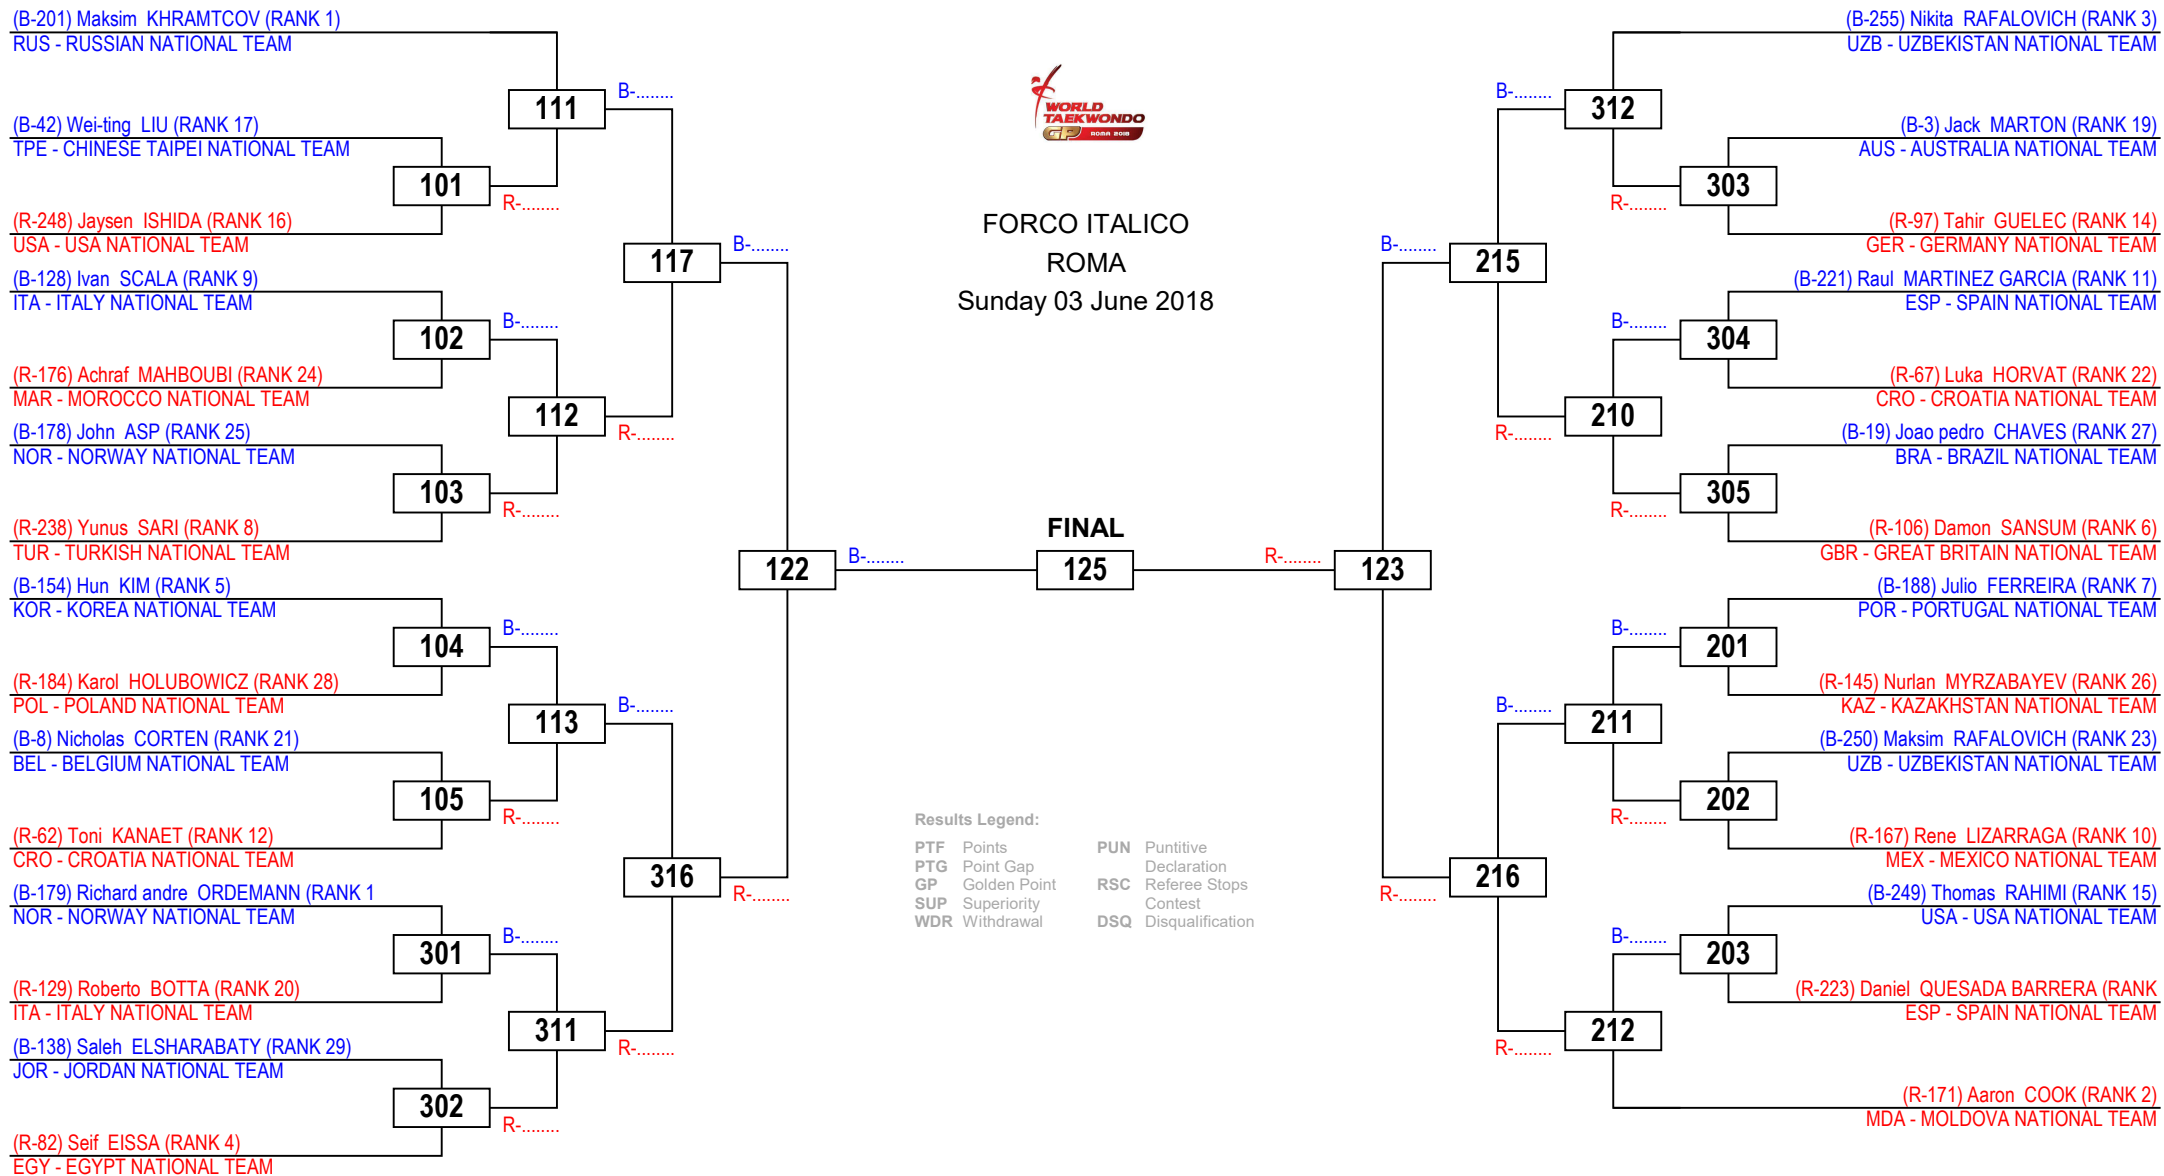 (B-201) Maksim KHRAMTCOV (RANK 1)
RUS - RUSSIAN NATIONAL TEAM
111
B-........
(B-42) Wei-ting LIU (RANK 17)
TPE - CHINESE TAIPEI NATIONAL TEAM
101
R-........
(R-248) Jaysen ISHIDA (RANK 16)
USA - USA NATIONAL TEAM
117
B-........
(B-128) Ivan SCALA (RANK 9)
ITA - ITALY NATIONAL TEAM
102
B-........
(R-176) Achraf MAHBOUBI (RANK 24)
MAR - MOROCCO NATIONAL TEAM
112
R-........
(B-178) John ASP (RANK 25)
NOR - NORWAY NATIONAL TEAM
103
R-........
(R-238) Yunus SARI (RANK 8)
TUR - TURKISH NATIONAL TEAM
122
B-........
(B-154) Hun KIM (RANK 5)
KOR - KOREA NATIONAL TEAM
104
B-........
(R-184) Karol HOLUBOWICZ (RANK 28)
POL - POLAND NATIONAL TEAM
113
B-........
(B-8) Nicholas CORTEN (RANK 21)
BEL - BELGIUM NATIONAL TEAM
105
R-........
(R-62) Toni KANAET (RANK 12)
CRO - CROATIA NATIONAL TEAM
316
R-........
(B-179) Richard andre ORDEMANN (RANK 1
NOR - NORWAY NATIONAL TEAM
301
B-........
(R-129) Roberto BOTTA (RANK 20)
ITA - ITALY NATIONAL TEAM
311
R-........
(B-138) Saleh ELSHARABATY (RANK 29)
JOR - JORDAN NATIONAL TEAM
302
R-........
(R-82) Seif EISSA (RANK 4)
EGY - EGYPT NATIONAL TEAM
WORLD
TAEKWONDO
GP ROMA 2018
FORCO ITALICO
ROMA
Sunday 03 June 2018
FINAL
125
Results Legend:
PTF Points
PTG Point Gap
GP Golden Point
SUP Superiority
WDR Withdrawal
PUN Puntitive
Declaration
RSC Referee Stops
Contest
DSQ Disqualification
(B-255) Nikita RAFALOVICH (RANK 3)
UZB - UZBEKISTAN NATIONAL TEAM
B-........
312
(B-3) Jack MARTON (RANK 19)
AUS - AUSTRALIA NATIONAL TEAM
303
R-........
(R-97) Tahir GUELEC (RANK 14)
GER - GERMANY NATIONAL TEAM
B-........
215
(B-221) Raul MARTINEZ GARCIA (RANK 11)
ESP - SPAIN NATIONAL TEAM
B-........
304
(R-67) Luka HORVAT (RANK 22)
CRO - CROATIA NATIONAL TEAM
210
R-........
(B-19) Joao pedro CHAVES (RANK 27)
BRA - BRAZIL NATIONAL TEAM
305
R-........
(R-106) Damon SANSUM (RANK 6)
GBR - GREAT BRITAIN NATIONAL TEAM
R-........
123
(B-188) Julio FERREIRA (RANK 7)
POR - PORTUGAL NATIONAL TEAM
B-........
201
(R-145) Nurlan MYRZABAYEV (RANK 26)
KAZ - KAZAKHSTAN NATIONAL TEAM
B-........
211
(B-250) Maksim RAFALOVICH (RANK 23)
UZB - UZBEKISTAN NATIONAL TEAM
202
R-........
(R-167) Rene LIZARRAGA (RANK 10)
MEX - MEXICO NATIONAL TEAM
216
R-........
(B-249) Thomas RAHIMI (RANK 15)
USA - USA NATIONAL TEAM
B-........
203
(R-223) Daniel QUESADA BARRERA (RANK
ESP - SPAIN NATIONAL TEAM
212
R-........
(R-171) Aaron COOK (RANK 2)
MDA - MOLDOVA NATIONAL TEAM